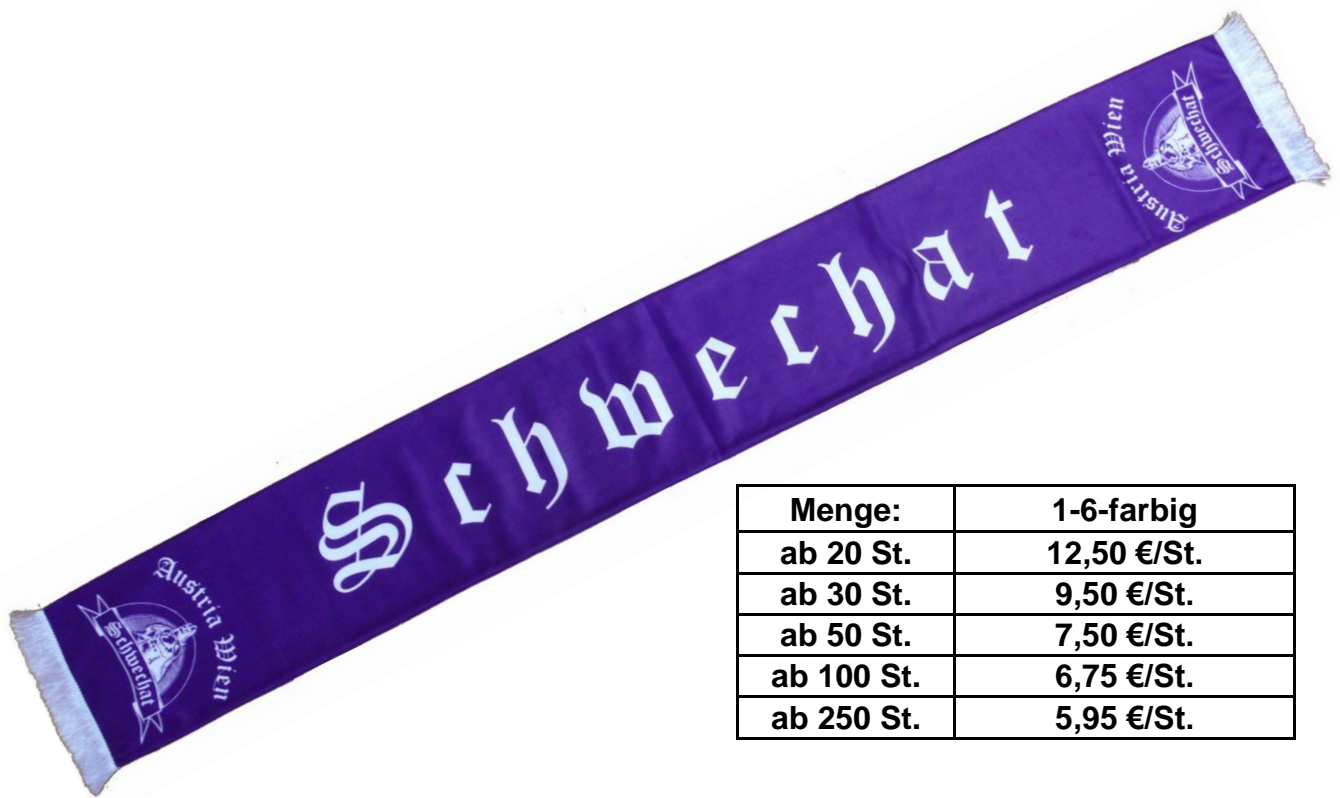 Austria Wien
Schwechat
Schwechat
Austria Wien
Schwechat
Menge: 1-6-farbig
ab 20 St. 12,50 €/St.
ab 30 St. 9,50 €/St.
ab 50 St. 7,50 €/St.
ab 100 St. 6,75 €/St.
ab 250 St. 5,95 €/St.